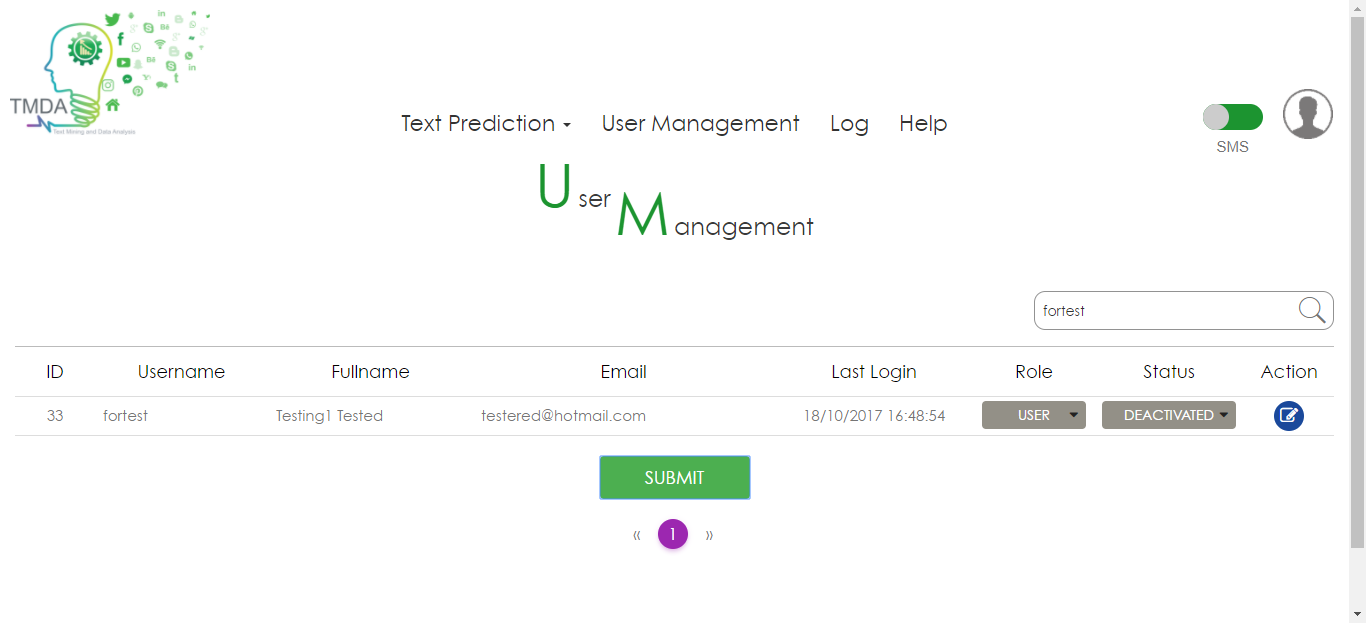 TMDA
Text Mining and Data Analysis
Text Prediction User Management Log Help
SMS
User
Management
fortest
ID Username Fullname Email Last Login Role Status Action
33 fortest Testing1 Tested testered@hotmail.com 18/10/2017 16:48:54 USER DEACTIVATED
SUBMIT
« 1 »